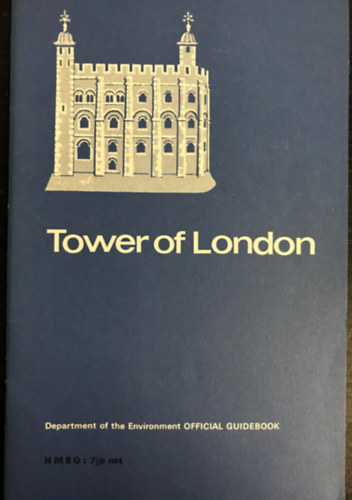 Tower of London
Department of the Environment OFFICIAL GUIDEBOOK
HMSO: 7½p net